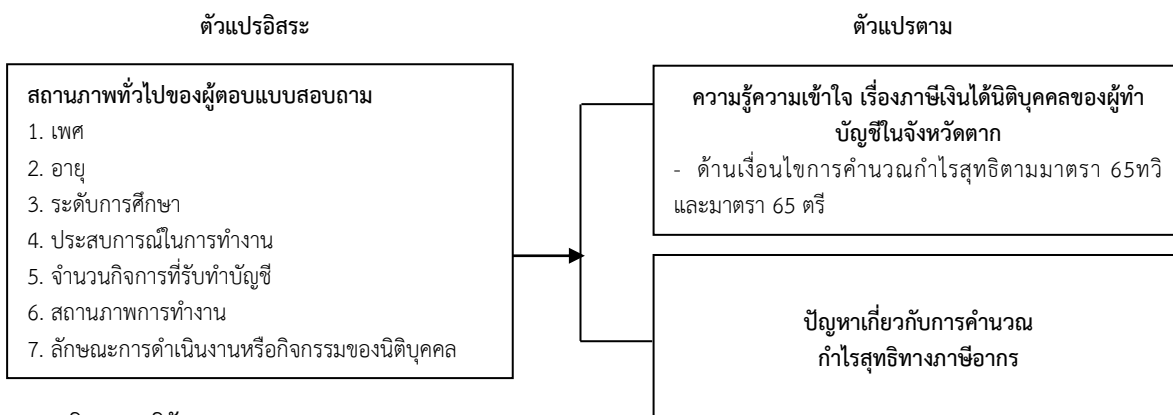 ตัวแปรอิสระ
ตัวแปรตาม
สถานภาพทั่วไปของผู้ตอบแบบสอบถาม
1. เพศ
2. อายุ
3. ระดับการศึกษา
4. ประสบการณ์ในการทำงาน
5. จำนวนกิจการที่รับทำบัญชี
6. สถานภาพการทำงาน
7. ลักษณะการดำเนินงานหรือกิจกรรมของนิติบุคคล
ความรู้ความเข้าใจ เรื่องภาษีเงินได้นิติบุคคลของผู้ทำ
บัญชีในจังหวัดตาก
- ด้านเงื่อนไขการคำนวณกำไรสุทธิตามมาตรา 65ทวิ
และมาตรา 65 ตรี
ปัญหาเกี่ยวกับการคำนวณ
กำไรสุทธิทางภาษีอากร